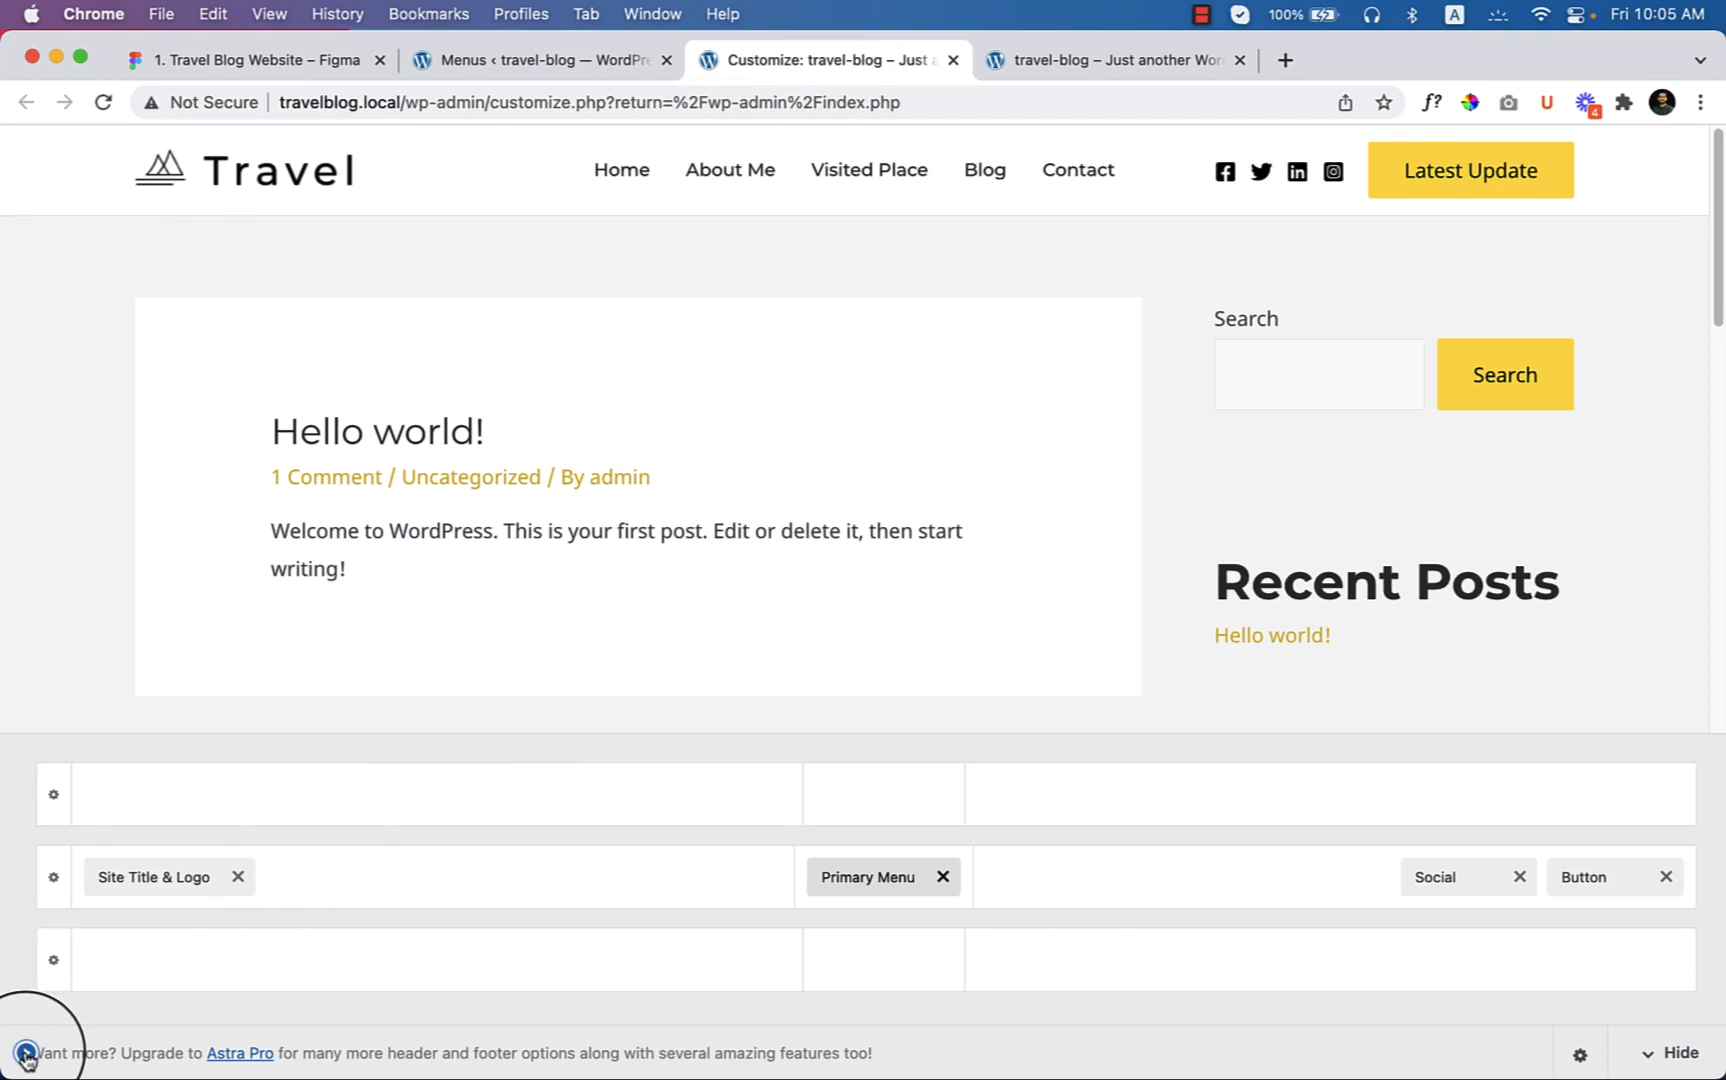 Chrome File Edit View History Bookmarks Profiles Tab Window Help 100% A Fri 10:05 AM
1. Travel Blog Website – Figma Menus ‹ travel-blog — WordPr Customize: travel-blog – Just a travel-blog – Just another Wor
Not Secure travelblog.local/wp-admin/customize.php?return=%2Fwp-admin%2Findex.php f? U 4
Travel Home About Me Visited Place Blog Contact Latest Update
Search
Search
Hello world!
1 Comment / Uncategorized / By admin
Welcome to WordPress. This is your first post. Edit or delete it, then start
writing!
Recent Posts
Hello world!
Site Title & Logo Primary Menu Social Button
Want more? Upgrade to Astra Pro for many more header and footer options along with several amazing features too! Hide